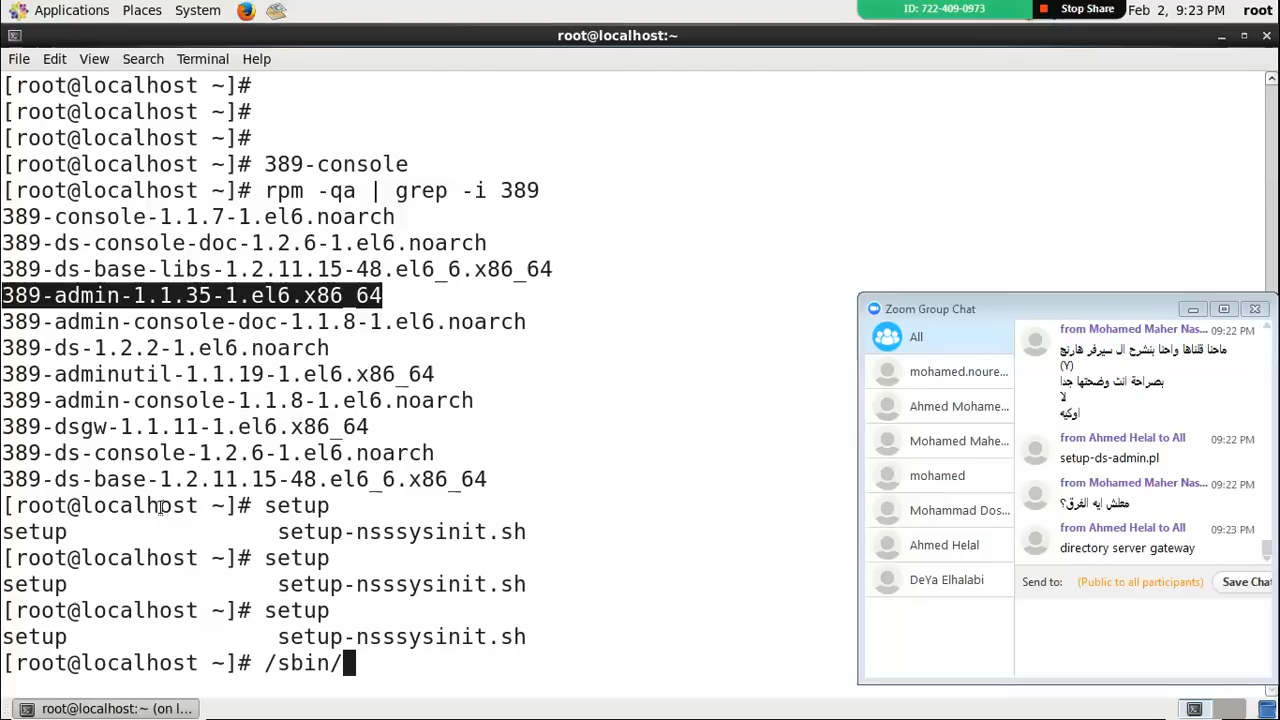 Applications Places System
ID: 722-409-0973
Stop Share
Feb 2, 9:23 PM root
root@localhost:~
File Edit View Search Terminal Help
[root@localhost ~]#
[root@localhost ~]#
[root@localhost ~]#
[root@localhost ~]# 389-console
[root@localhost ~]# rpm -qa | grep -i 389
389-console-1.1.7-1.el6.noarch
389-ds-console-doc-1.2.6-1.el6.noarch
389-ds-base-libs-1.2.11.15-48.el6_6.x86_64
389-admin-1.1.35-1.el6.x86_64
389-admin-console-doc-1.1.8-1.el6.noarch
389-ds-1.2.2-1.el6.noarch
389-adminutil-1.1.19-1.el6.x86_64
389-admin-console-1.1.8-1.el6.noarch
389-dsgw-1.1.11-1.el6.x86_64
389-ds-console-1.2.6-1.el6.noarch
389-ds-base-1.2.11.15-48.el6_6.x86_64
[root@localhost ~]# setup
setup setup-nsssysinit.sh
[root@localhost ~]# setup
setup setup-nsssysinit.sh
[root@localhost ~]# setup
setup setup-nsssysinit.sh
[root@localhost ~]# /sbin/
Zoom Group Chat
All
mohamed.noure...
Ahmed Mohame...
Mohamed Mahe...
mohamed
Mohammad Dos...
Ahmed Helal
DeYa Elhalabi
from Mohamed Maher Nas... 09:22 PM
ماحنا قلناها واحنا بنشرح ال سيرفر هارنج
(Y)
بصراحة انت وضحتها جدا
لا
اوكيه
from Ahmed Helal to All 09:22 PM
setup-ds-admin.pl
from Mohamed Maher Nas... 09:22 PM
معلش ايه الفرق؟
from Ahmed Helal to All 09:23 PM
directory server gateway
Send to: (Public to all participants) Save Chat
root@localhost:~ (on l...